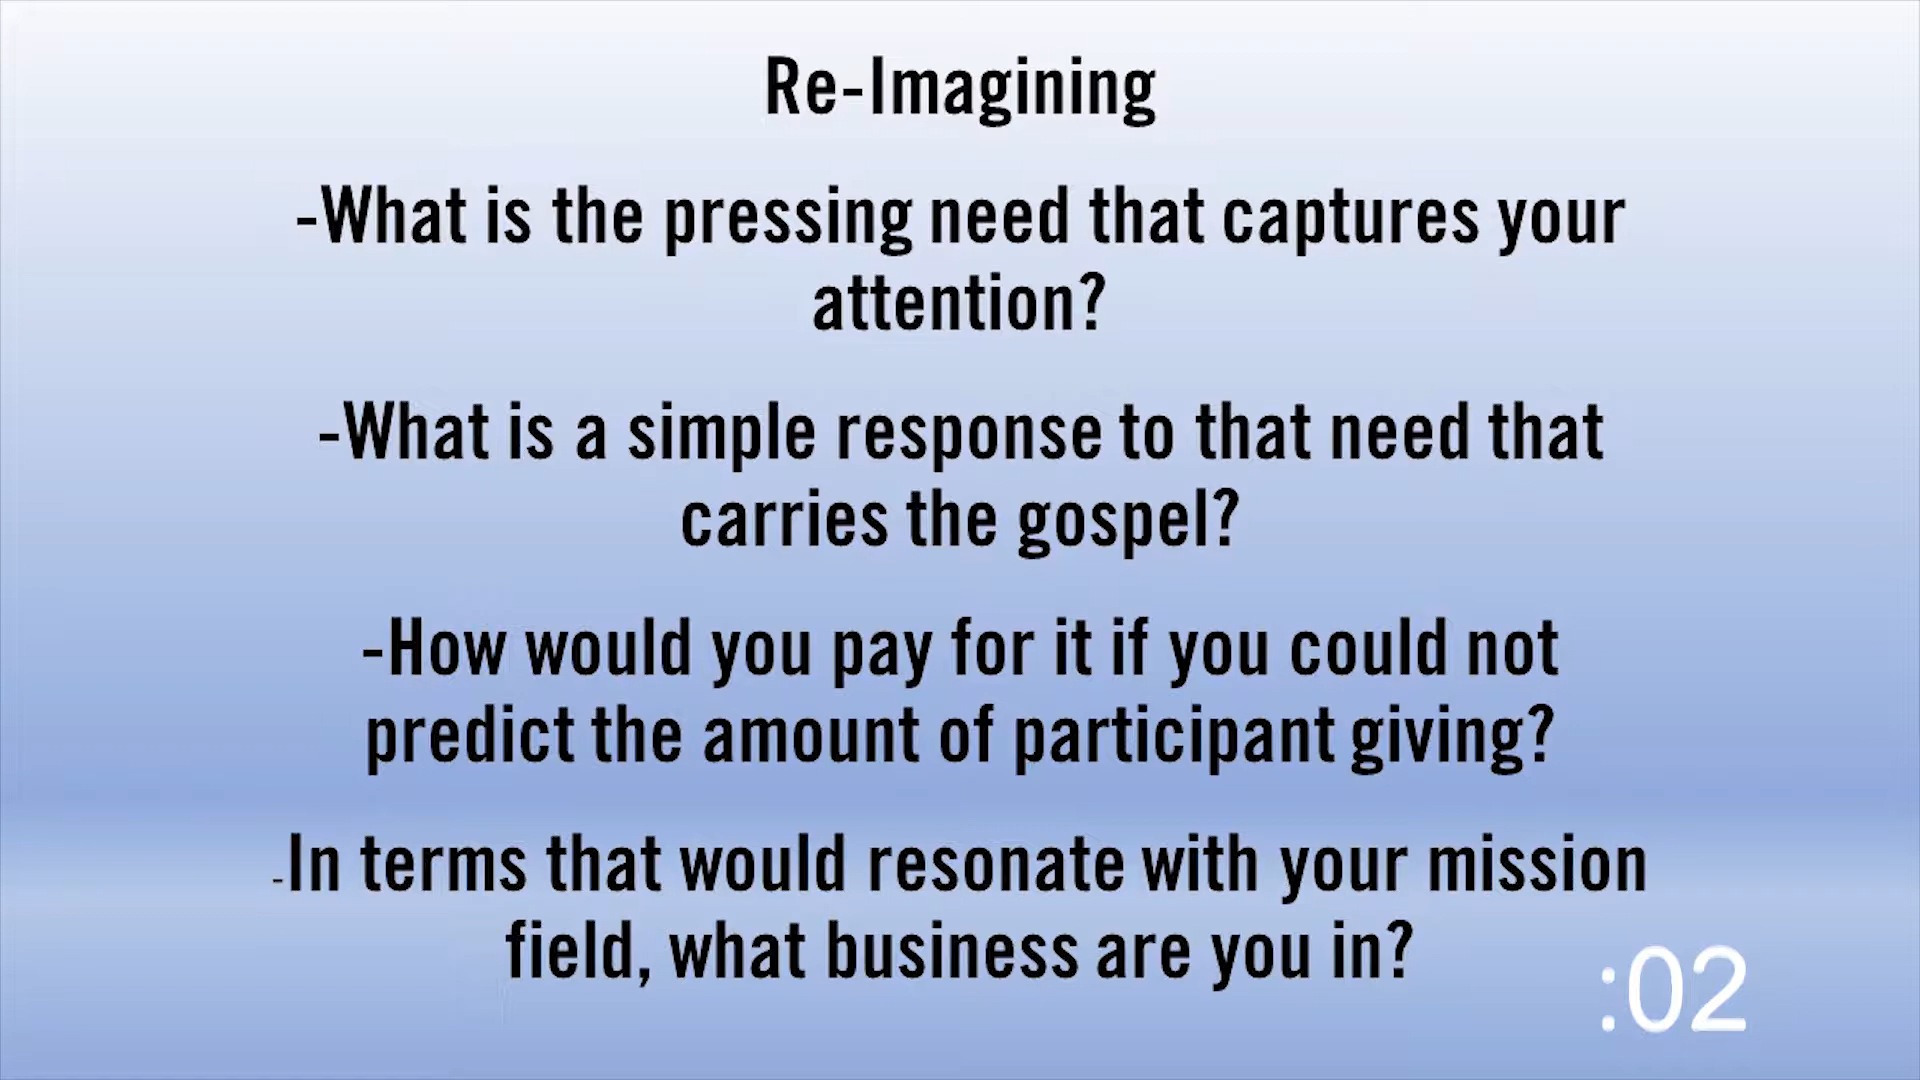 Re-Imagining
-What is the pressing need that captures your
attention?
-What is a simple response to that need that
carries the gospel?
-How would you pay for it if you could not
predict the amount of participant giving?
-In terms that would resonate with your mission
field, what business are you in?
:02